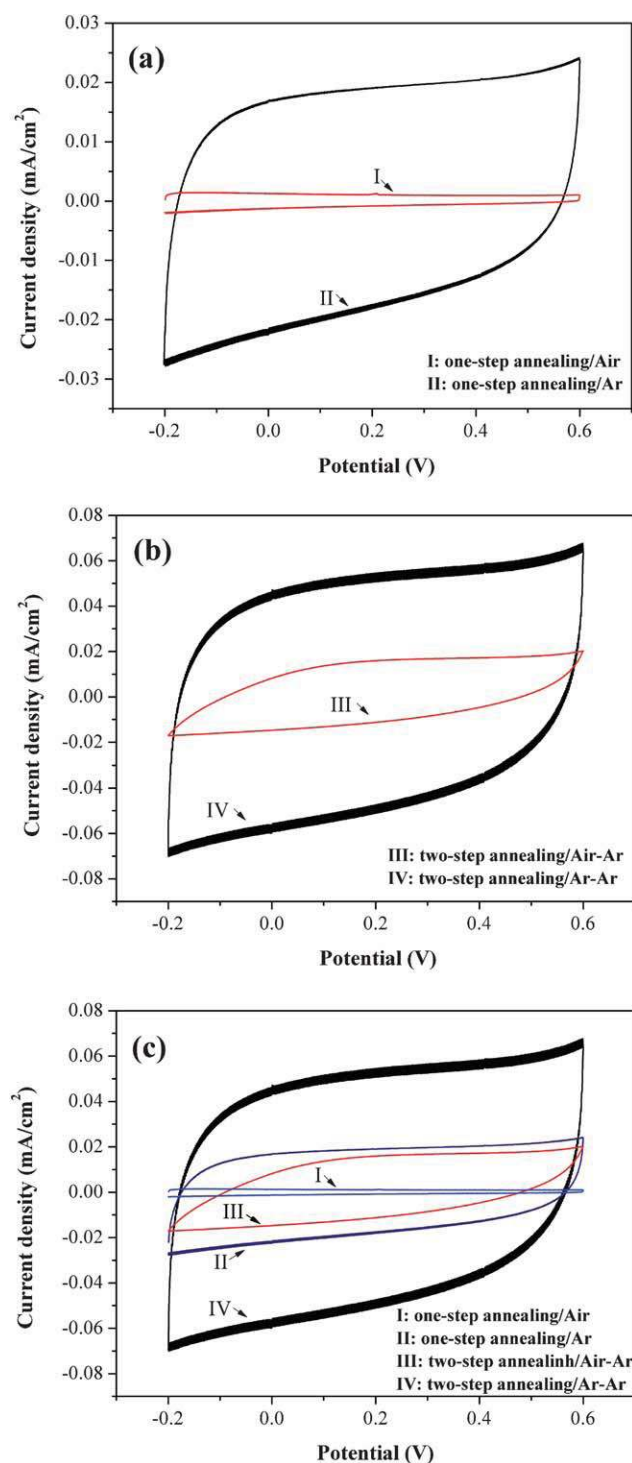 (a)
0.03
0.02
0.01
0.00
-0.01
-0.02
-0.03
Current density (mA/cm²)
I
II
I: one-step annealing/Air
II: one-step annealing/Ar
-0.2 0.0 0.2 0.4 0.6
Potential (V)
(b)
0.08
0.06
0.04
0.02
0.00
-0.02
-0.04
-0.06
-0.08
Current density (mA/cm²)
III
IV
III: two-step annealing/Air-Ar
IV: two-step annealing/Ar-Ar
-0.2 0.0 0.2 0.4 0.6
Potential (V)
(c)
0.08
0.06
0.04
0.02
0.00
-0.02
-0.04
-0.06
-0.08
Current density (mA/cm²)
I
III
II
IV
I: one-step annealing/Air
II: one-step annealing/Ar
III: two-step annealinh/Air-Ar
IV: two-step annealing/Ar-Ar
-0.2 0.0 0.2 0.4 0.6
Potential (V)